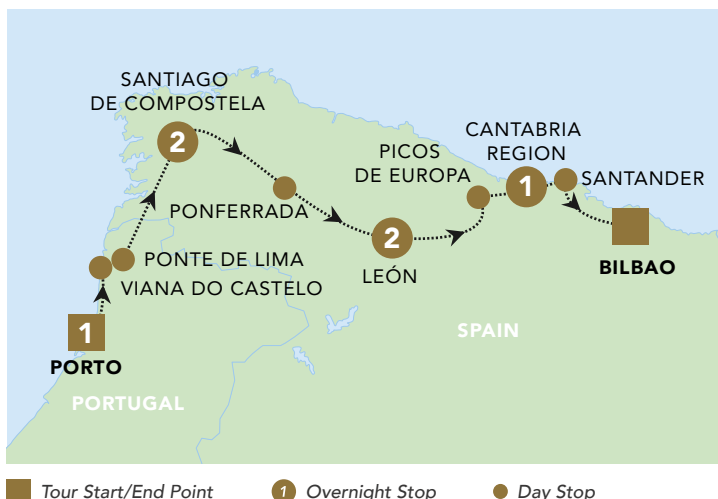 SANTIAGO
DE COMPOSTELA
2
CANTABRIA
REGION
PICOS
DE EUROPA
1
SANTANDER
PONFERRADA
2
LEÓN
BILBAO
PONTE DE LIMA
VIANA DO CASTELO
1
PORTO
SPAIN
PORTUGAL
Tour Start/End Point
1 Overnight Stop
Day Stop